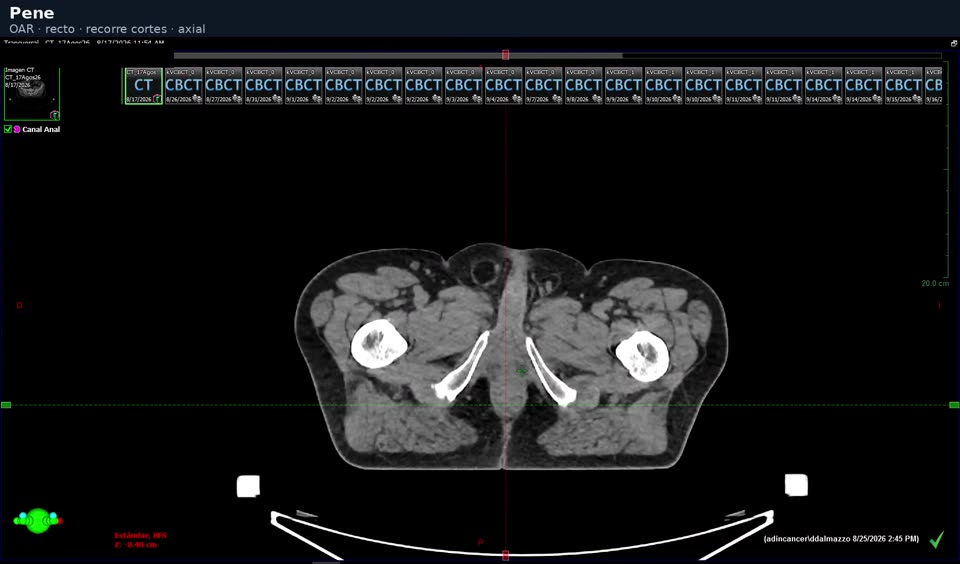 Pene
OAR · recto · recorre cortes · axial
Transversal - CT_17Agos26 - 8/17/2026 11:54 AM
Imagen CT
CT_17Agos26
8/17/2026
Canal Anal
CT_17Agos
CT
8/17/2026
kVCBCT_0
CBCT
8/26/2026
kVCBCT_0
CBCT
8/27/2026
kVCBCT_0
CBCT
8/31/2026
kVCBCT_0
CBCT
9/1/2026
kVCBCT_0
CBCT
9/2/2026
kVCBCT_0
CBCT
9/2/2026
kVCBCT_0
CBCT
9/2/2026
kVCBCT_0
CBCT
9/3/2026
kVCBCT_0
CBCT
9/4/2026
kVCBCT_0
CBCT
9/7/2026
kVCBCT_0
CBCT
9/8/2026
kVCBCT_1
CBCT
9/9/2026
kVCBCT_1
CBCT
9/10/2026
kVCBCT_1
CBCT
9/10/2026
kVCBCT_1
CBCT
9/11/2026
kVCBCT_1
CBCT
9/11/2026
kVCBCT_1
CBCT
9/14/2026
kVCBCT_1
CBCT
9/14/2026
kVCBCT_1
CBCT
9/15/2026
20.0 cm
D
I
Estándar, HFS
Z: -8.40 cm
P
(adincancer\ddalmazzo 8/25/2026 2:45 PM)